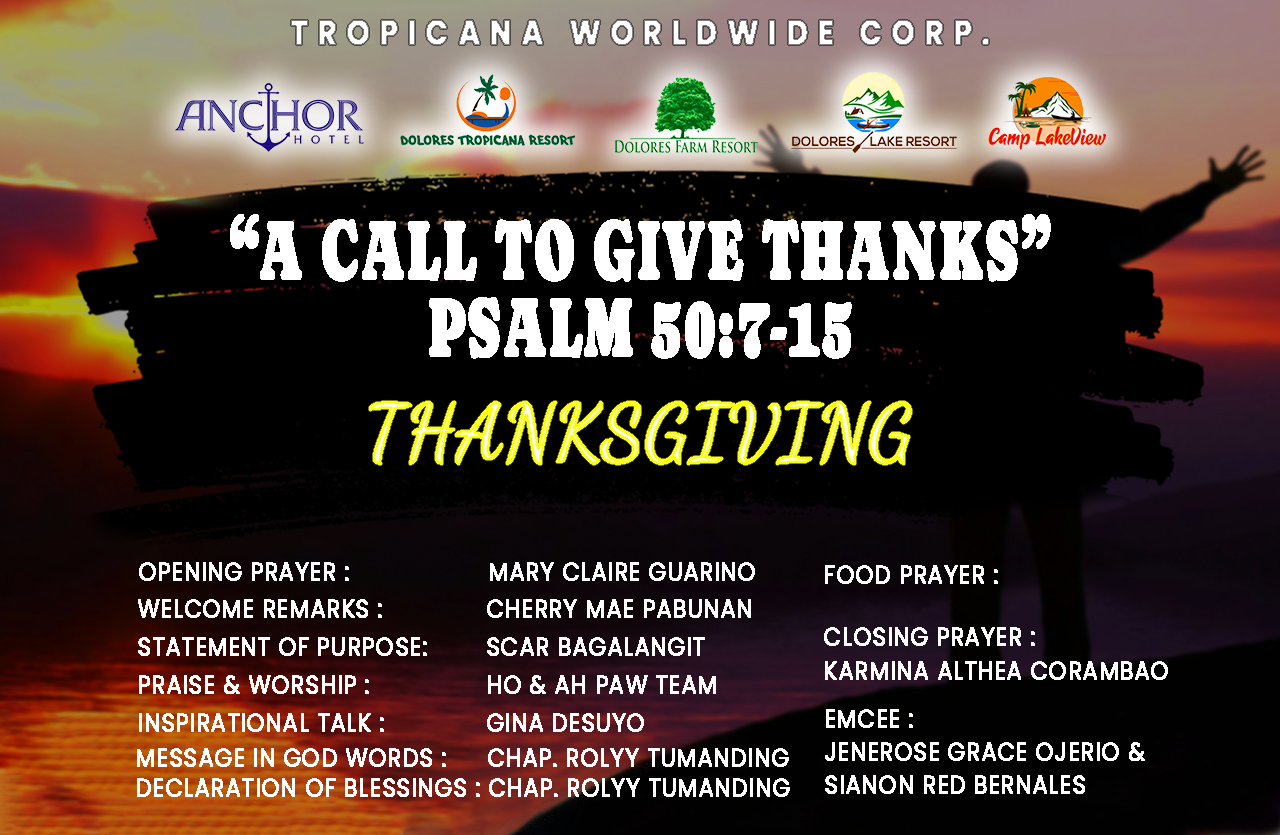 TROPICANA WORLDWIDE CORP.
ANCHOR
HOTEL
DOLORES TROPICANA RESORT
DOLORES FARM RESORT
DOLORES LAKE RESORT
Camp LakeView
“A CALL TO GIVE THANKS”
PSALM 50:7-15
THANKSGIVING
OPENING PRAYER : MARY CLAIRE GUARINO
WELCOME REMARKS : CHERRY MAE PABUNAN
STATEMENT OF PURPOSE: SCAR BAGALANGIT
PRAISE & WORSHIP : HO & AH PAW TEAM
INSPIRATIONAL TALK : GINA DESUYO
MESSAGE IN GOD WORDS : CHAP. ROLYY TUMANDING
DECLARATION OF BLESSINGS : CHAP. ROLYY TUMANDING
FOOD PRAYER :
CLOSING PRAYER :
KARMINA ALTHEA CORAMBAO
EMCEE :
JENEROSE GRACE OJERIO &
SIANON RED BERNALES